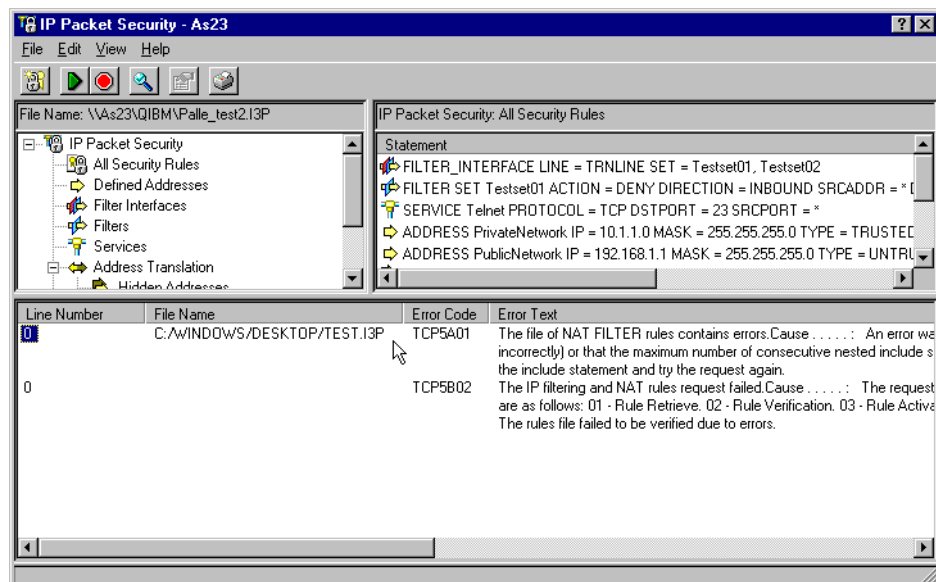 IP Packet Security - As23
File Edit View Help
File Name: \\As23\QIBM\Palle_test2.I3P
IP Packet Security
All Security Rules
Defined Addresses
Filter Interfaces
Filters
Services
Address Translation
Hidden Addresses
IP Packet Security: All Security Rules
Statement
FILTER_INTERFACE LINE = TRNLINE SET = Testset01, Testset02
FILTER SET Testset01 ACTION = DENY DIRECTION = INBOUND SRCADDR = *
SERVICE Telnet PROTOCOL = TCP DSTPORT = 23 SRCPORT = *
ADDRESS PrivateNetwork IP = 10.1.1.0 MASK = 255.255.255.0 TYPE = TRUSTED
ADDRESS PublicNetwork IP = 192.168.1.1 MASK = 255.255.255.0 TYPE = UNTRU
Line Number File Name Error Code Error Text
0 C:/WINDOWS/DESKTOP/TEST.I3P TCP5A01 The file of NAT FILTER rules contains errors.Cause . . . . . : An error wa
incorrectly) or that the maximum number of consecutive nested include s
the include statement and try the request again.
0 TCP5B02 The IP filtering and NAT rules request failed.Cause . . . . . : The request
are as follows: 01 - Rule Retrieve. 02 - Rule Verification. 03 - Rule Activa
The rules file failed to be verified due to errors.